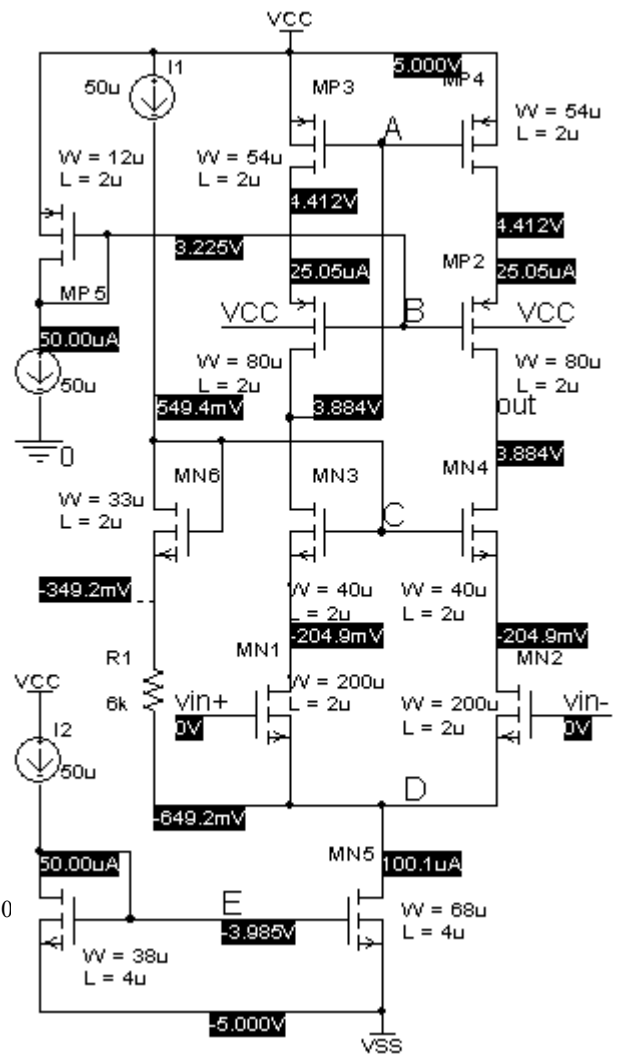 VCC
I1
50u
5.000V
MP3
MP4
A
W = 54u
L = 2u
W = 12u
L = 2u
W = 54u
L = 2u
4.412V
4.412V
3.225V
MP2
25.05uA
25.05uA
MP5
VCC
B
VCC
50.00uA
50u
W = 80u
L = 2u
W = 80u
L = 2u
549.4mV
3.884V
out
0
3.884V
MN6
MN3
MN4
W = 33u
L = 2u
C
-349.2mV
W = 40u
L = 2u
W = 40u
L = 2u
-204.9mV
-204.9mV
R1
MN1
MN2
VCC
6k
vin+
W = 200u
L = 2u
W = 200u
L = 2u
vin-
0V
0V
I2
50u
D
-649.2mV
MN5
50.00uA
100.1uA
0
E
W = 68u
L = 4u
-3.985V
W = 38u
L = 4u
-5.000V
VSS